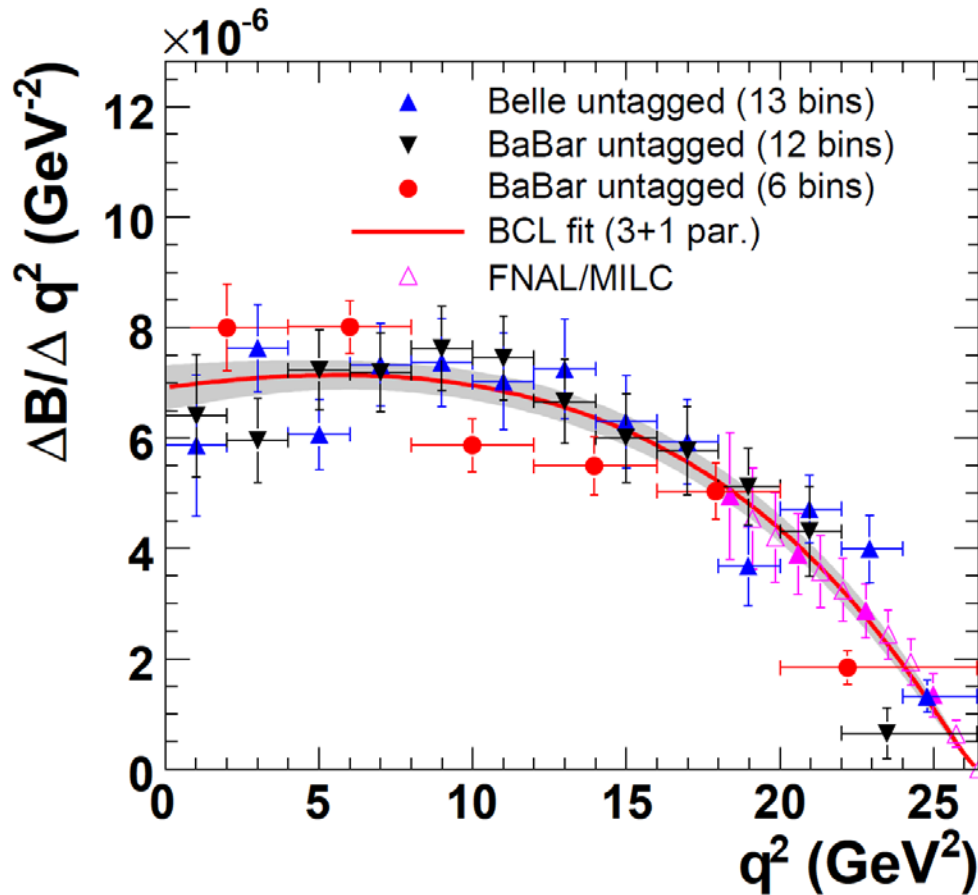 ×10⁻⁶
ΔB/Δ q² (GeV⁻²)
12
10
8
6
4
2
0
Belle untagged (13 bins)
BaBar untagged (12 bins)
BaBar untagged (6 bins)
BCL fit (3+1 par.)
FNAL/MILC
0 5 10 15 20 25
q² (GeV²)